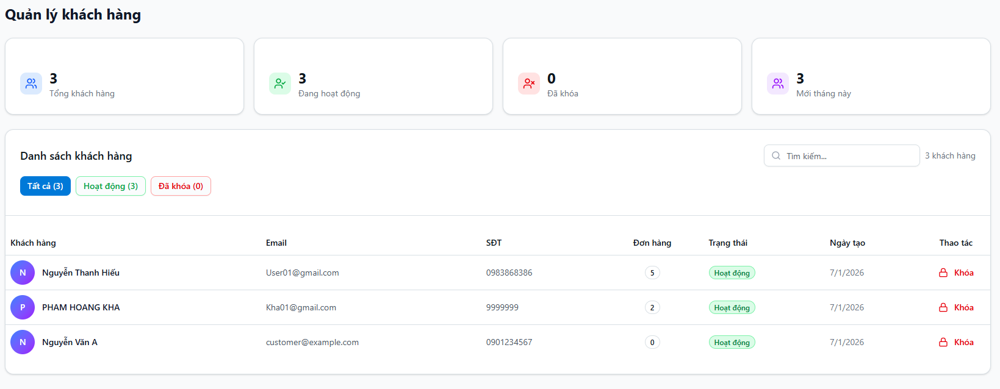 Quản lý khách hàng
3
Tổng khách hàng
3
Đang hoạt động
0
Đã khóa
3
Mới tháng này
Danh sách khách hàng
Tìm kiếm...
3 khách hàng
Tất cả (3) Hoạt động (3) Đã khóa (0)
Khách hàng Email SĐT Đơn hàng Trạng thái Ngày tạo Thao tác
N Nguyễn Thanh Hiếu User01@gmail.com 0983868386 5 Hoạt động 7/1/2026 Khóa
P PHAM HOANG KHA Kha01@gmail.com 9999999 2 Hoạt động 7/1/2026 Khóa
N Nguyễn Văn A customer@example.com 0901234567 0 Hoạt động 7/1/2026 Khóa